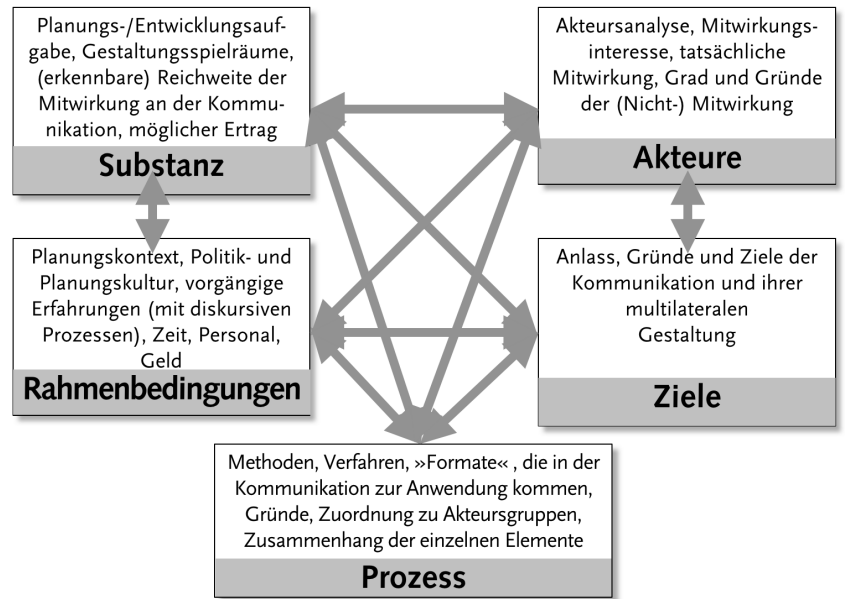 Planungs-/Entwicklungsauf-
gabe, Gestaltungsspielräume,
(erkennbare) Reichweite der
Mitwirkung an der Kommu-
nikation, möglicher Ertrag
Substanz
Akteursanalyse, Mitwirkungs-
interesse, tatsächliche
Mitwirkung, Grad und Gründe
der (Nicht-) Mitwirkung
Akteure
Planungskontext, Politik- und
Planungskultur, vorgängige
Erfahrungen (mit diskursiven
Prozessen), Zeit, Personal,
Geld
Rahmenbedingungen
Anlass, Gründe und Ziele der
Kommunikation und ihrer
multilateralen
Gestaltung
Ziele
Methoden, Verfahren, »Formate« , die in der
Kommunikation zur Anwendung kommen,
Gründe, Zuordnung zu Akteursgruppen,
Zusammenhang der einzelnen Elemente
Prozess